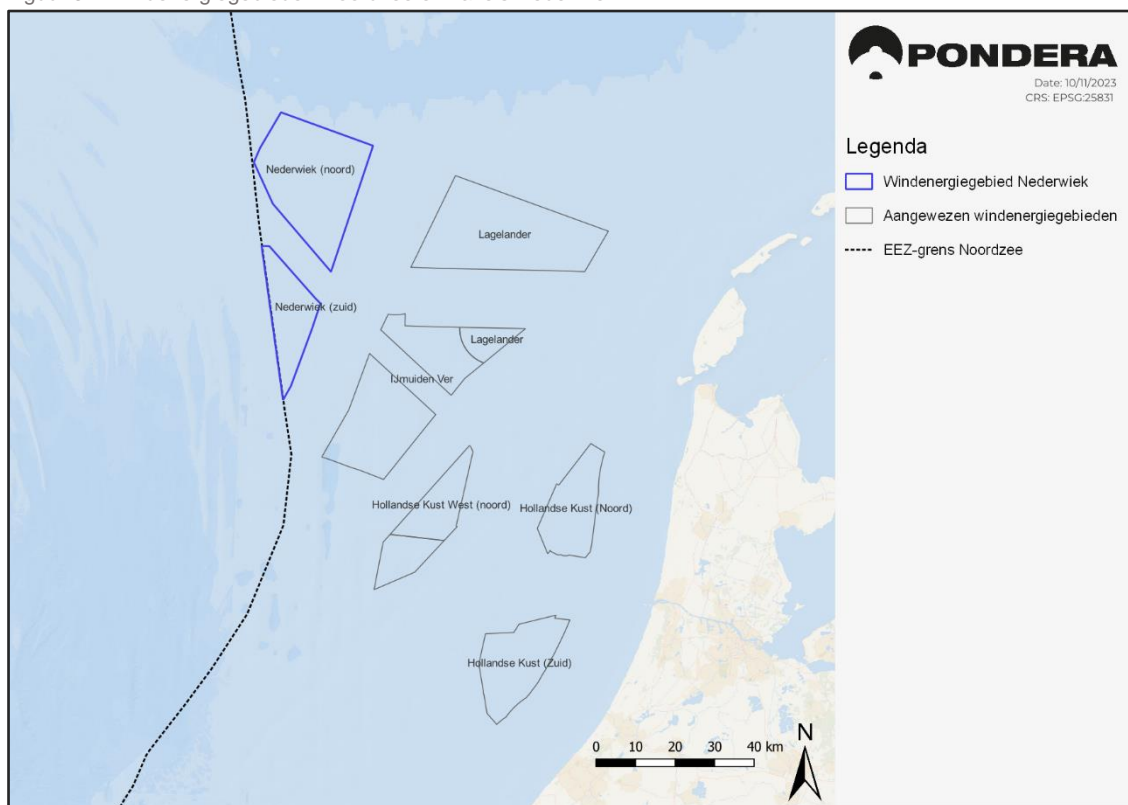 PONDERA
Date: 10/11/2023
CRS: EPSG:25831
Legenda
Windenergiegebied Nederwiek
Aangewezen windenergiegebieden
EEZ-grens Noordzee
Nederwiek (noord)
Lagelander
Nederwiek (zuid)
Lagelander
IJmuiden Ver
Hollandse Kust West (noord)
Hollandse Kust (Noord)
Hollandse Kust (Zuid)
N
0 10 20 30 40 km